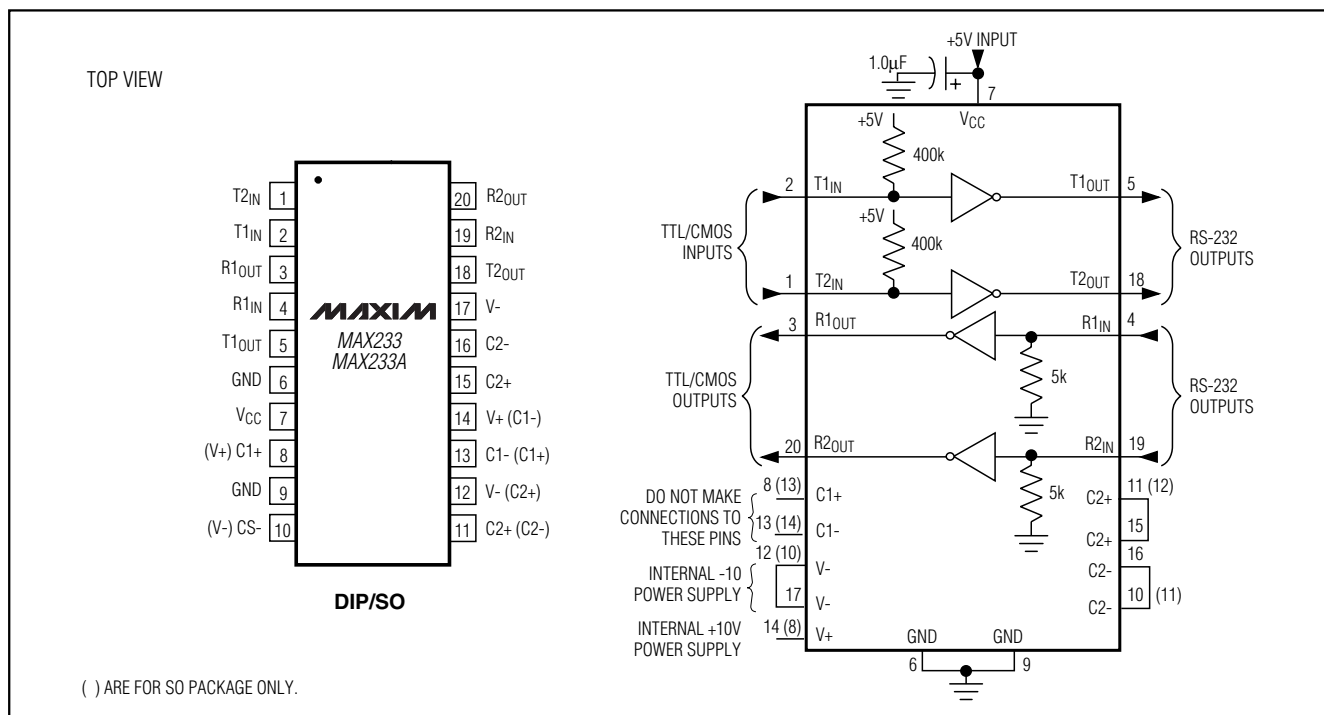 TOP VIEW
T2IN 1
T1IN 2
R1OUT 3
R1IN 4
T1OUT 5
GND 6
VCC 7
(V+) C1+ 8
GND 9
(V-) CS- 10
20 R2OUT
19 R2IN
18 T2OUT
17 V-
16 C2-
15 C2+
14 V+ (C1-)
13 C1- (C1+)
12 V- (C2+)
11 C2+ (C2-)
MAXIM
MAX233
MAX233A
DIP/SO
( ) ARE FOR SO PACKAGE ONLY.
+5V INPUT
1.0µF
+
7
VCC
+5V
400k
2 T1IN
T1OUT 5
+5V
400k
TTL/CMOS
INPUTS
RS-232
OUTPUTS
1 T2IN
T2OUT 18
3 R1OUT
R1IN 4
5k
TTL/CMOS
OUTPUTS
RS-232
OUTPUTS
20 R2OUT
R2IN 19
5k
DO NOT MAKE
CONNECTIONS TO
THESE PINS
8 (13) C1+
13 (14) C1-
INTERNAL -10
POWER SUPPLY
12 (10) V-
17 V-
INTERNAL +10V
POWER SUPPLY
14 (8) V+
C2+ 11 (12)
C2+ 15
C2- 16
C2- 10 (11)
GND GND
6 9